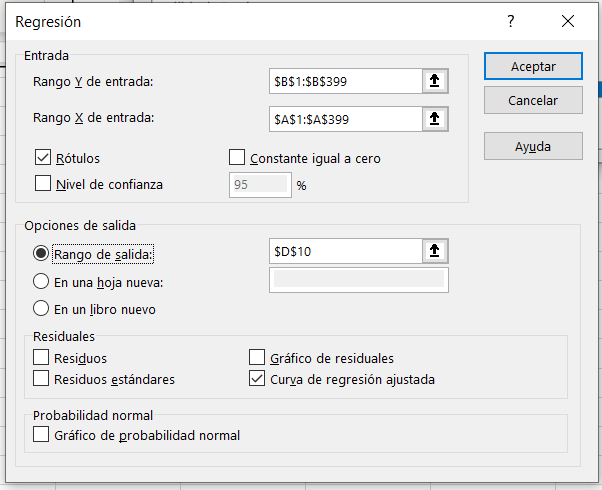 Regresión
?
Entrada
Rango Y de entrada:
$B$1:$B$399
Aceptar
Rango X de entrada:
$A$1:$A$399
Cancelar
Rótulos
Constante igual a cero
Ayuda
Nivel de confianza
95
%
Opciones de salida
Rango de salida:
$D$10
En una hoja nueva:
En un libro nuevo
Residuales
Residuos
Gráfico de residuales
Residuos estándares
Curva de regresión ajustada
Probabilidad normal
Gráfico de probabilidad normal